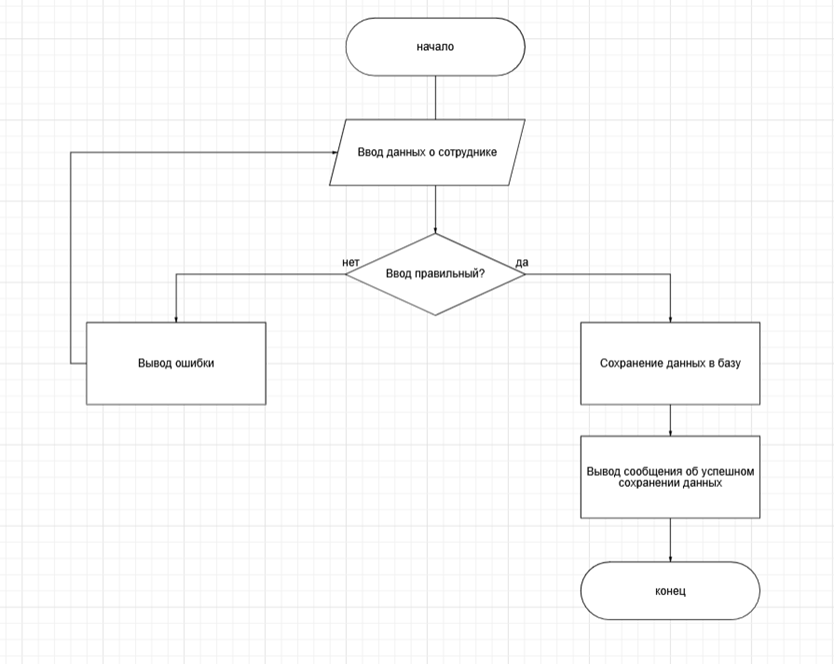 начало
Ввод данных о сотруднике
нет
Ввод правильный?
да
Вывод ошибки
Сохранение данных в базу
Вывод сообщения об успешном
сохранении данных
конец